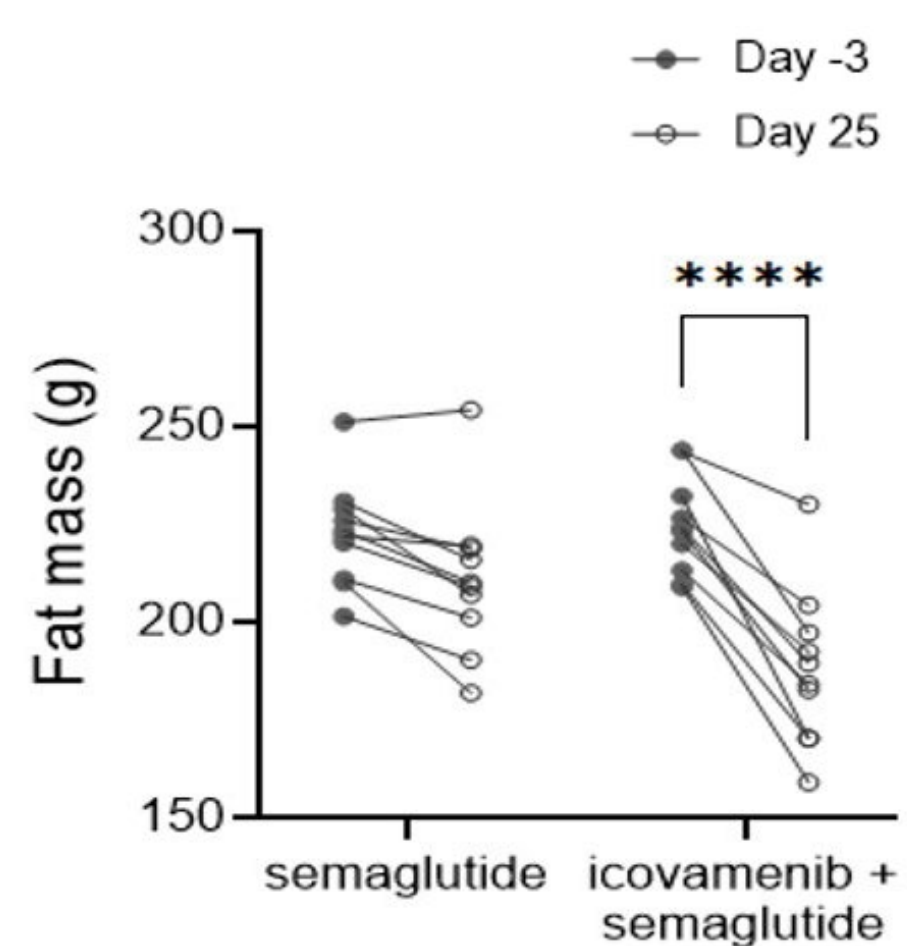 Day -3
Day 25
300
****
250
200
150
Fat mass (g)
semaglutide
icovamenib +
semaglutide